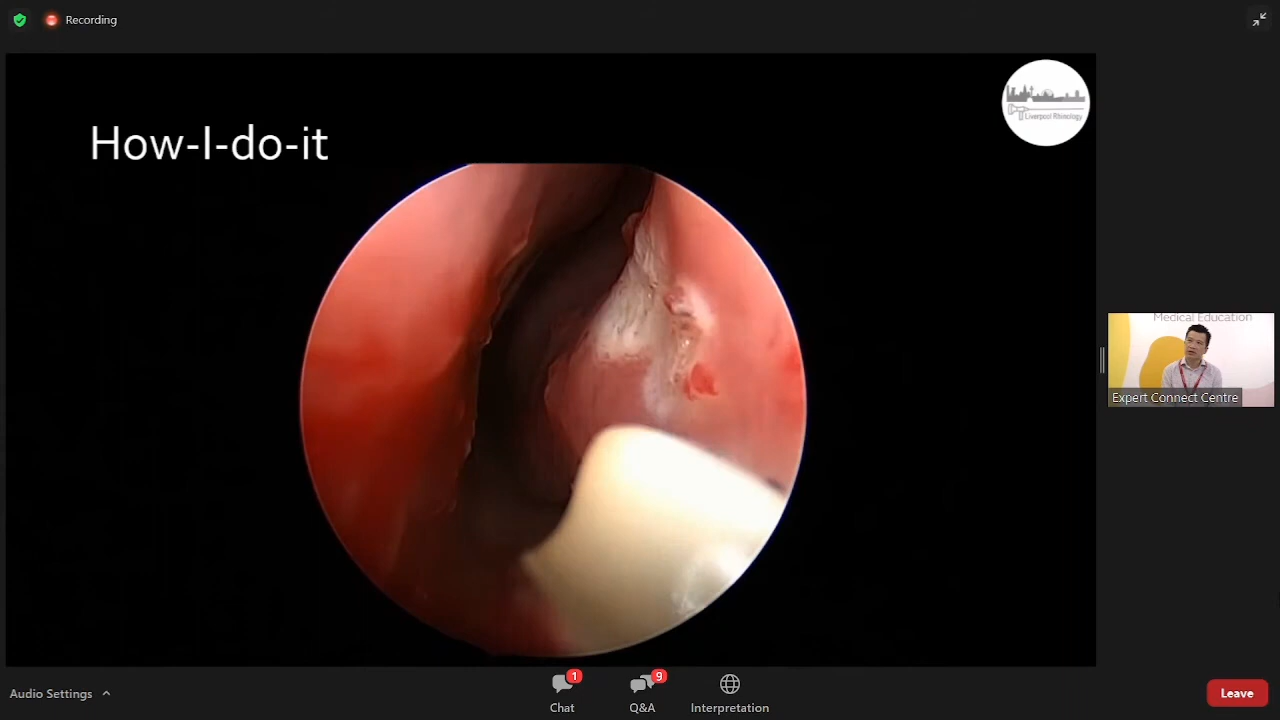 Recording
How-I-do-it
Liverpool Rhinology
Medical Education
Expert Connect Centre
Audio Settings
1
Chat
9
Q&A
Interpretation
Leave